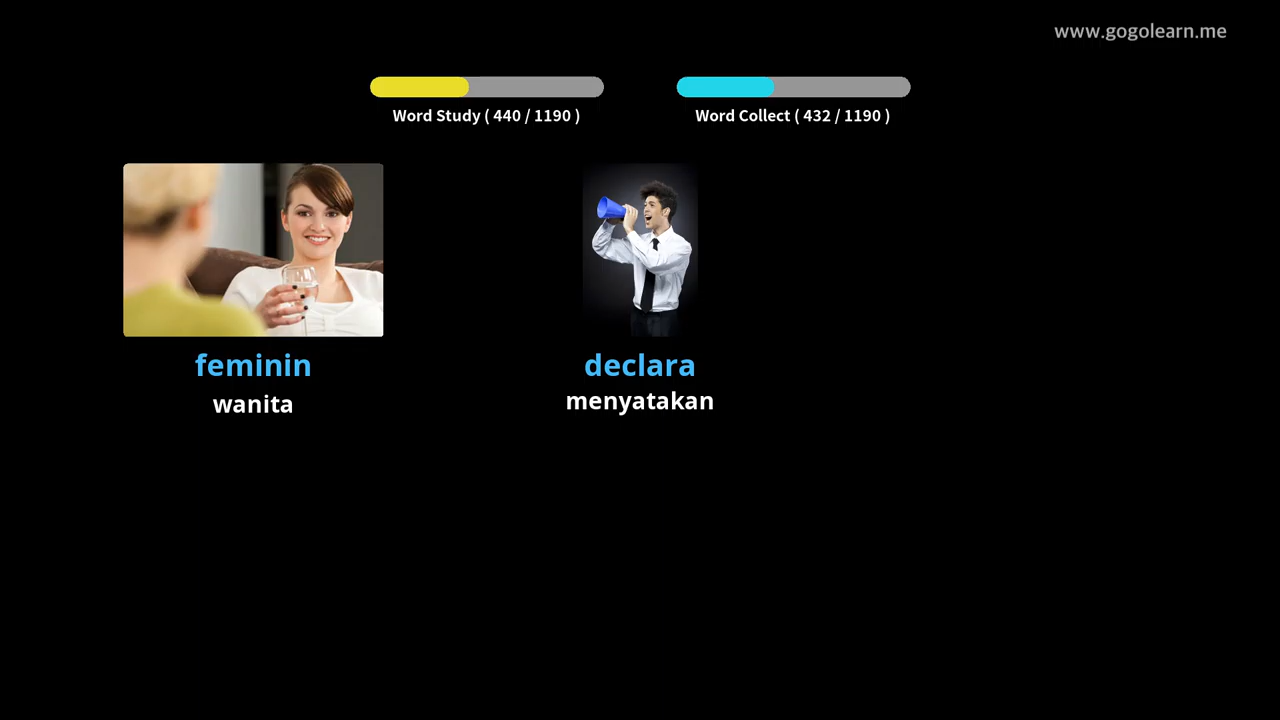 www.gogolearn.me
Word Study ( 440 / 1190 )
Word Collect ( 432 / 1190 )
feminin
wanita
declara
menyatakan